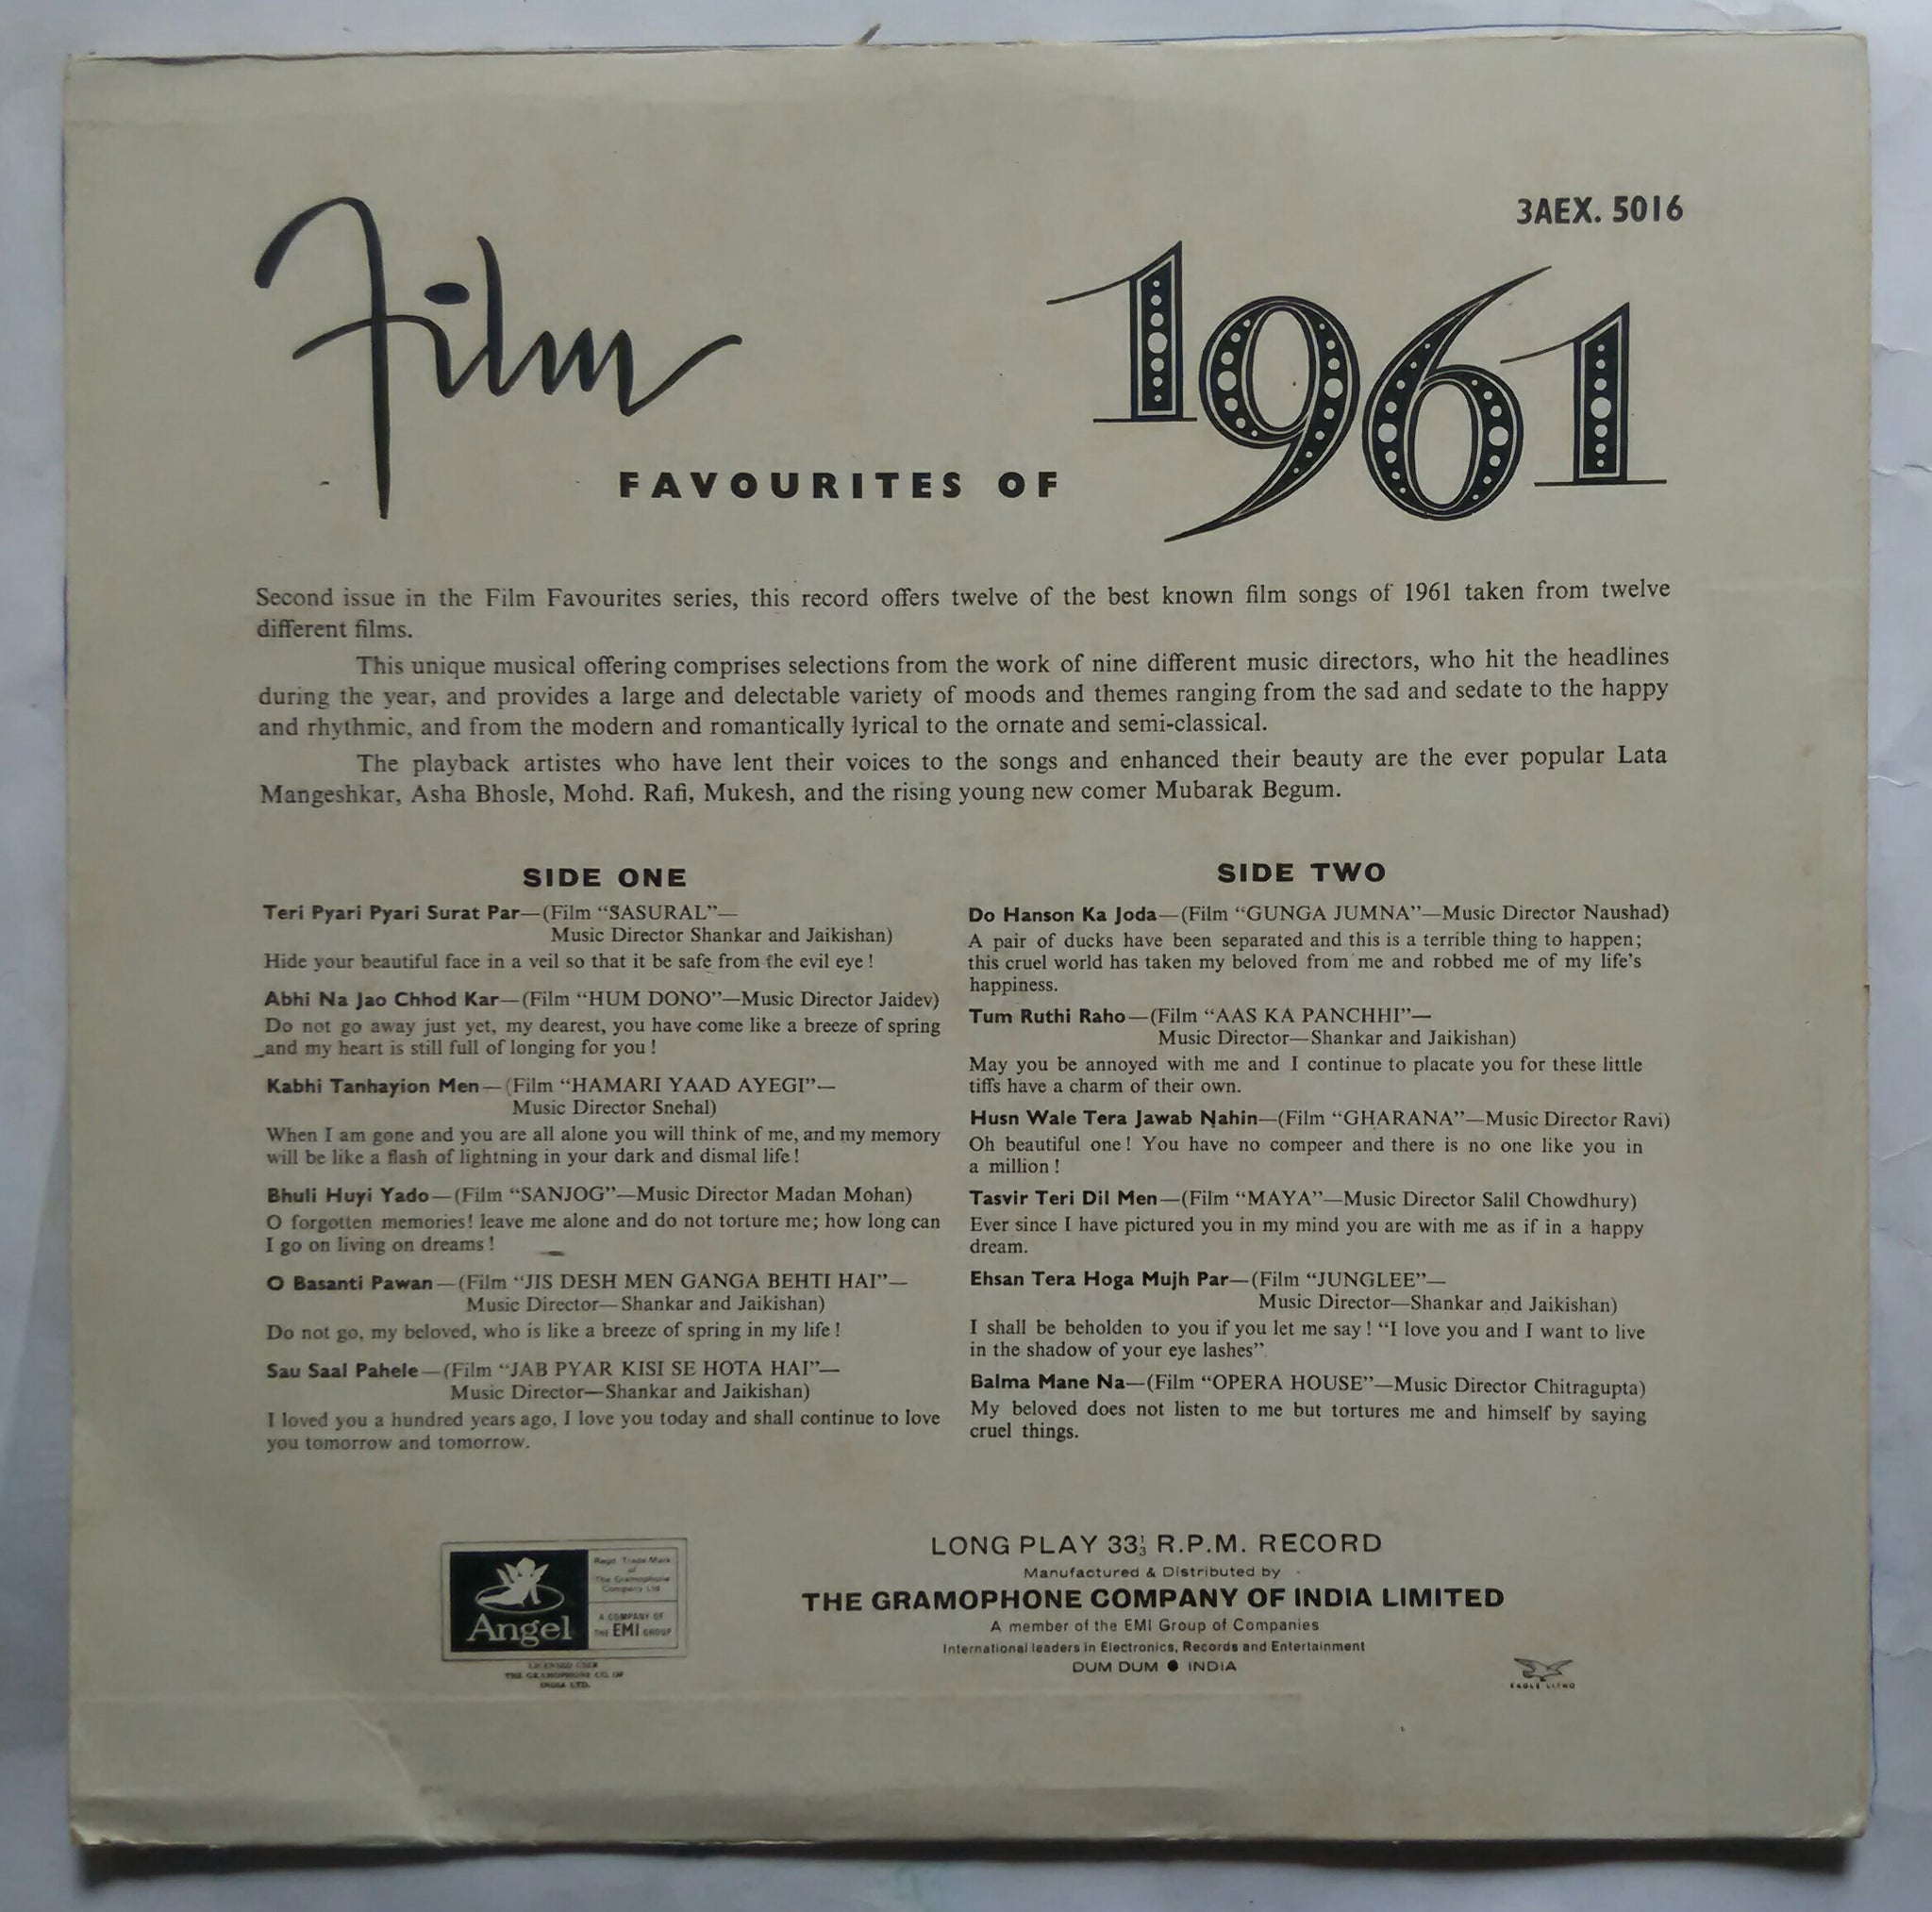 3AEX. 5016
Film
FAVOURITES OF
1961
Second issue in the Film Favourites series, this record offers twelve of the best known film songs of 1961 taken from twelve
different films.
This unique musical offering comprises selections from the work of nine different music directors, who hit the headlines
during the year, and provides a large and delectable variety of moods and themes ranging from the sad and sedate to the happy
and rhythmic, and from the modern and romantically lyrical to the ornate and semi-classical.
The playback artistes who have lent their voices to the songs and enhanced their beauty are the ever popular Lata
Mangeshkar, Asha Bhosle, Mohd. Rafi, Mukesh, and the rising young new comer Mubarak Begum.
SIDE ONE
Teri Pyari Pyari Surat Par—(Film “SASURAL”—
Music Director Shankar and Jaikishan)
Hide your beautiful face in a veil so that it be safe from the evil eye !
Abhi Na Jao Chhod Kar—(Film “HUM DONO”—Music Director Jaidev)
Do not go away just yet, my dearest, you have come like a breeze of spring
and my heart is still full of longing for you !
Kabhi Tanhayion Men—(Film “HAMARI YAAD AYEGI”—
Music Director Snehal)
When I am gone and you are all alone you will think of me, and my memory
will be like a flash of lightning in your dark and dismal life !
Bhuli Huyi Yado—(Film “SANJOG”—Music Director Madan Mohan)
O forgotten memories! leave me alone and do not torture me; how long can
I go on living on dreams !
O Basanti Pawan—(Film “JIS DESH MEN GANGA BEHTI HAI”—
Music Director—Shankar and Jaikishan)
Do not go, my beloved, who is like a breeze of spring in my life !
Sau Saal Pahele—(Film “JAB PYAR KISI SE HOTA HAI”—
Music Director—Shankar and Jaikishan)
I loved you a hundred years ago, I love you today and shall continue to love
you tomorrow and tomorrow.
SIDE TWO
Do Hanson Ka Joda—(Film “GUNGA JUMNA”—Music Director Naushad)
A pair of ducks have been separated and this is a terrible thing to happen;
this cruel world has taken my beloved from me and robbed me of my life’s
happiness.
Tum Ruthi Raho—(Film “AAS KA PANCHHI”—
Music Director—Shankar and Jaikishan)
May you be annoyed with me and I continue to placate you for these little
tiffs have a charm of their own.
Husn Wale Tera Jawab Nahin—(Film “GHARANA”—Music Director Ravi)
Oh beautiful one! You have no compeer and there is no one like you in
a million !
Tasvir Teri Dil Men—(Film “MAYA”—Music Director Salil Chowdhury)
Ever since I have pictured you in my mind you are with me as if in a happy
dream.
Ehsan Tera Hoga Mujh Par—(Film “JUNGLEE”—
Music Director—Shankar and Jaikishan)
I shall be beholden to you if you let me say ! “I love you and I want to live
in the shadow of your eye lashes”
Balma Mane Na—(Film “OPERA HOUSE”—Music Director Chitragupta)
My beloved does not listen to me but tortures me and himself by saying
cruel things.
Angel
Regd. Trade Mark
of
The Gramophone
Company Ltd
A COMPANY OF
THE EMI GROUP
LICENSED USER
THE GRAMOPHONE CO. OF
INDIA LTD.
LONG PLAY 33⅓ R.P.M. RECORD
Manufactured & Distributed by
THE GRAMOPHONE COMPANY OF INDIA LIMITED
A member of the EMI Group of Companies
International leaders in Electronics, Records and Entertainment
DUM DUM ● INDIA
EAGLE LITHO